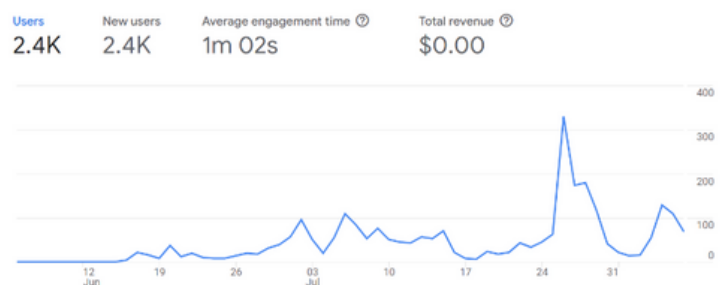 Users New users Average engagement time Total revenue
2.4K 2.4K 1m 02s $0.00
400
300
200
100
0
12 19 26 03 10 17 24 31
Jun Jul